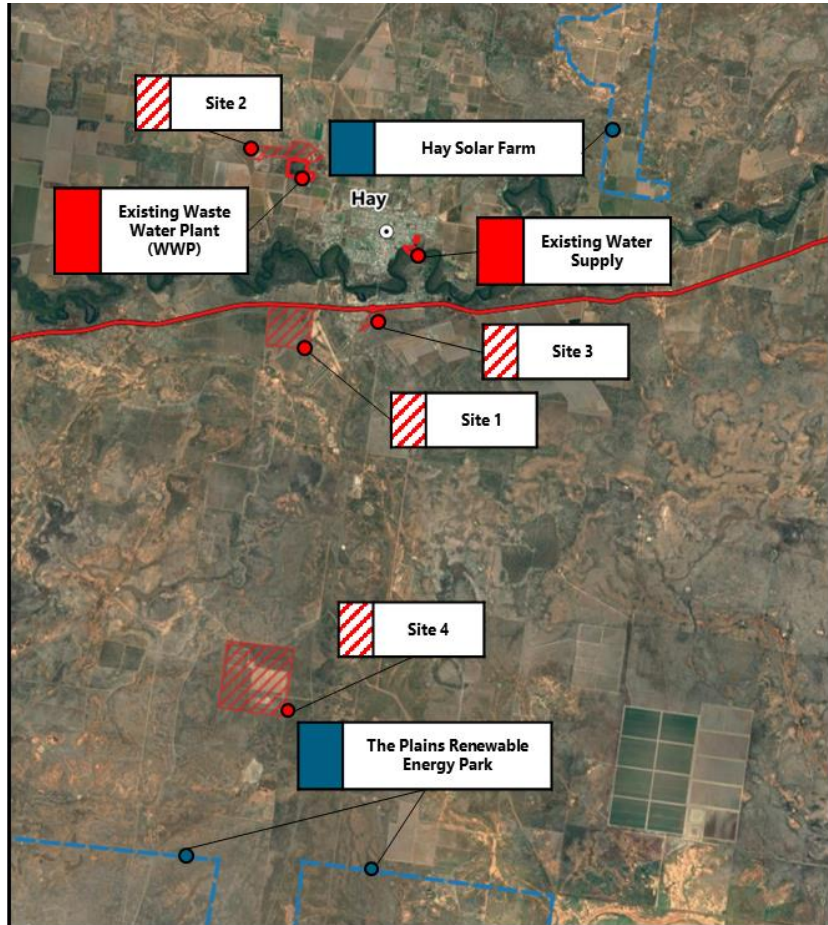 Site 2
Hay Solar Farm
Existing Waste
Water Plant
(WWP)
Hay
Existing Water
Supply
Site 3
Site 1
Site 4
The Plains Renewable
Energy Park